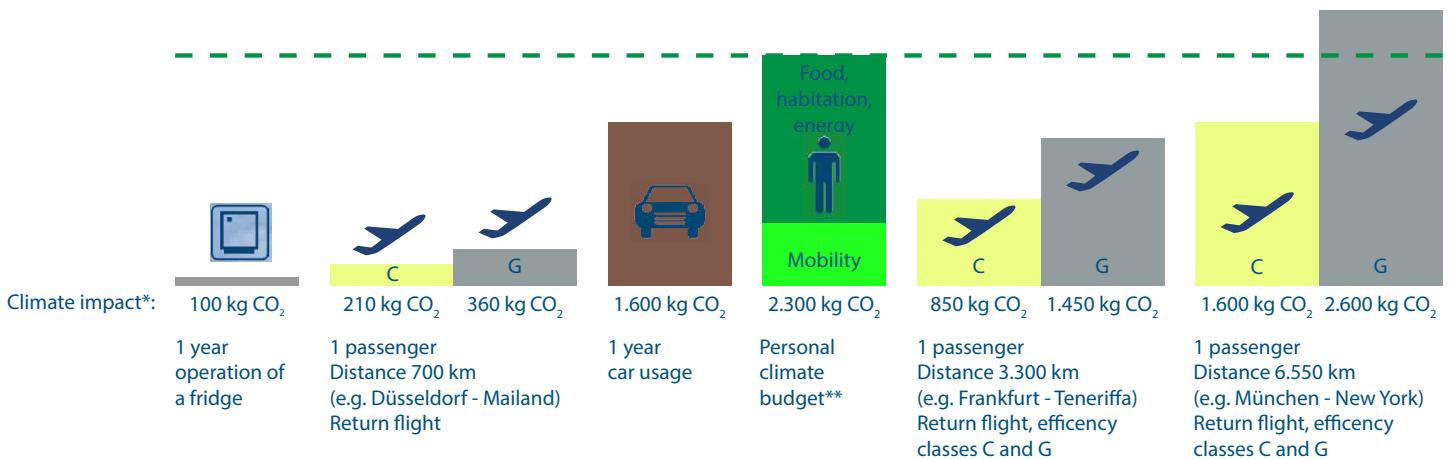 Food,
habitation,
energy
Mobility
C
G
C
G
C
G
Climate impact*:
100 kg CO₂
210 kg CO₂
360 kg CO₂
1.600 kg CO₂
2.300 kg CO₂
850 kg CO₂
1.450 kg CO₂
1.600 kg CO₂
2.600 kg CO₂
1 year
operation of
a fridge
1 passenger
Distance 700 km
(e.g. Düsseldorf - Mailand)
Return flight
1 year
car usage
Personal
climate
budget**
1 passenger
Distance 3.300 km
(e.g. Frankfurt - Teneriffa)
Return flight, efficency
classes C and G
1 passenger
Distance 6.550 km
(e.g. München - New York)
Return flight, efficency
classes C and G